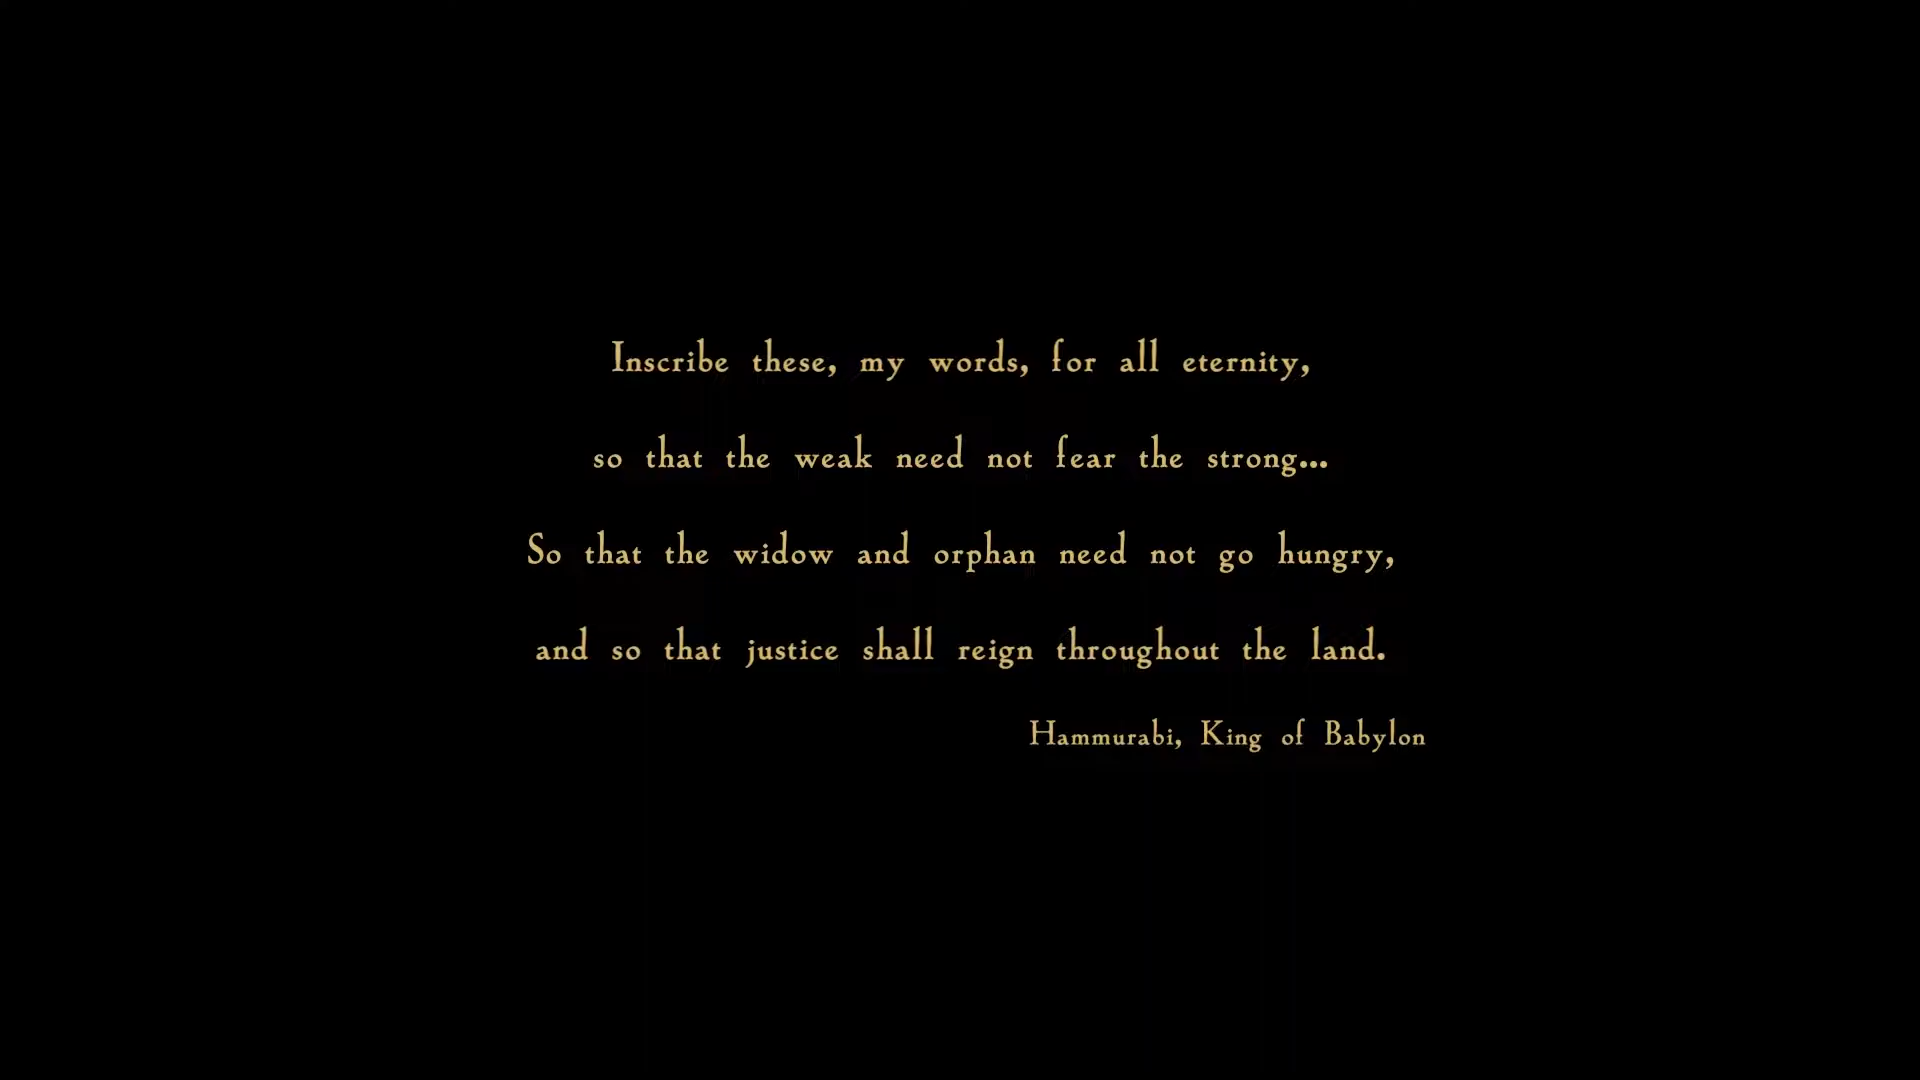 Inscribe these, my words, for all eternity,
so that the weak need not fear the strong...
So that the widow and orphan need not go hungry,
and so that justice shall reign throughout the land.
Hammurabi, King of Babylon